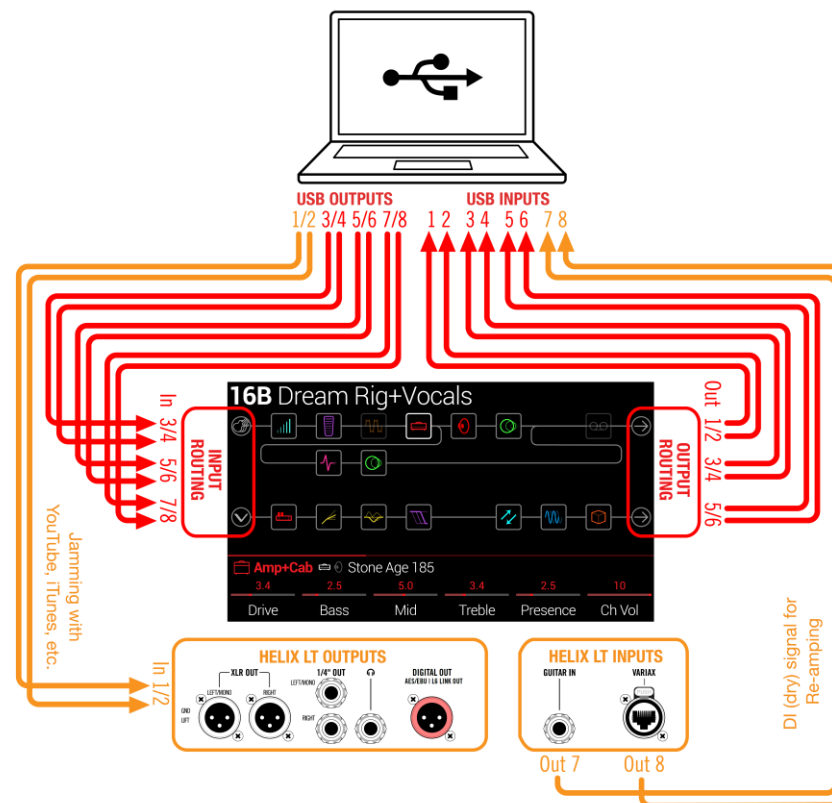 USB OUTPUTS
USB INPUTS
1/2 3/4 5/6 7/8
1 2 3 4 5 6 7 8
16B Dream Rig+Vocals
In 3/4 5/6 7/8
INPUT ROUTING
Out 1/2 3/4 5/6
OUTPUT ROUTING
Amp+Cab Stone Age 185
3.4 2.5 5.0 3.4 2.5 10
Drive Bass Mid Treble Presence Ch Vol
Jamming with
YouTube, iTunes, etc.
In 1/2
DI (dry) signal for
Re-amping
HELIX LT OUTPUTS
XLR OUT
LEFT/MONO
RIGHT
GND
LIFT
1/4" OUT
LEFT/MONO
RIGHT
DIGITAL OUT
AES/EBU | L6 LINK OUT
HELIX LT INPUTS
GUITAR IN
VARIAX
Out 7 Out 8